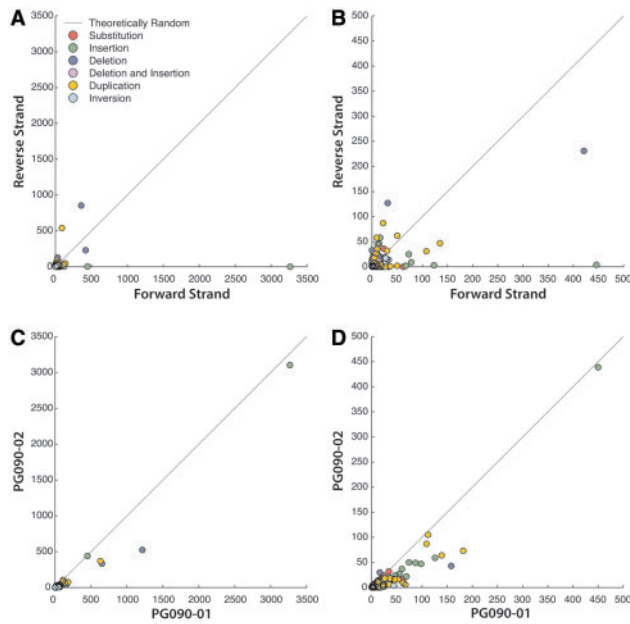 A
B
3500
3000
2500
2000
1500
1000
500
0
Reverse Strand
Theoretically Random
Substitution
Insertion
Deletion
Deletion and Insertion
Duplication
Inversion
0 500 1000 1500 2000 2500 3000 3500
Forward Strand
500
450
400
350
300
250
200
150
100
50
0
Reverse Strand
0 50 100 150 200 250 300 350 400 450 500
Forward Strand
C
D
3500
3000
2500
2000
1500
1000
500
0
PG090-02
0 500 1000 1500 2000 2500 3000 3500
PG090-01
500
450
400
350
300
250
200
150
100
50
0
PG090-02
0 50 100 150 200 250 300 350 400 450 500
PG090-01